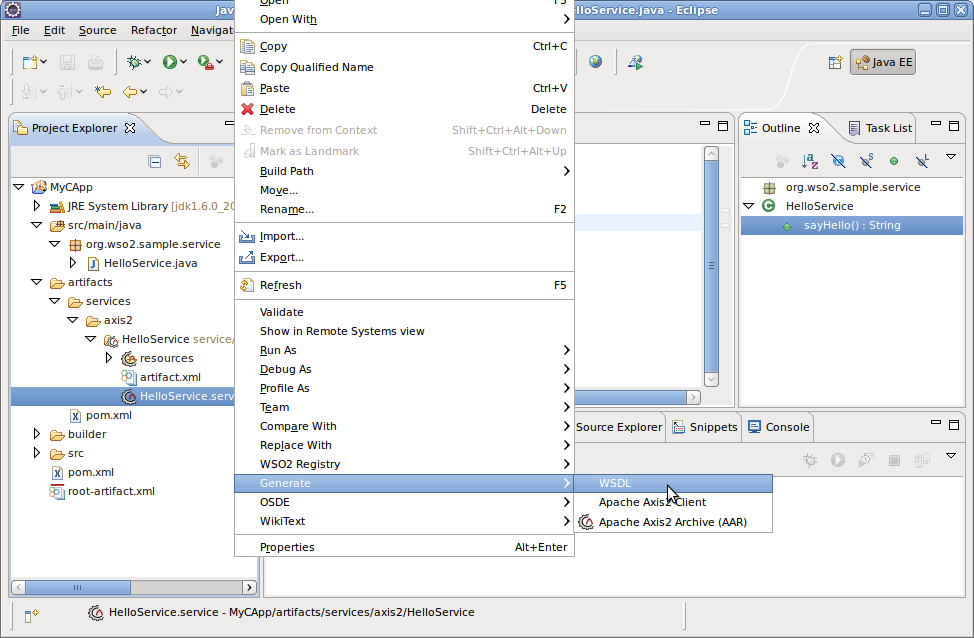 Jav
lloService.java - Eclipse
File Edit Source Refactor Navigat
Java EE
Project Explorer
MyCApp
JRE System Library [jdk1.6.0_20
src/main/java
org.wso2.sample.service
HelloService.java
artifacts
services
axis2
HelloService service/
resources
artifact.xml
HelloService.serv
pom.xml
builder
src
pom.xml
root-artifact.xml
Open F3
Open With
Copy Ctrl+C
Copy Qualified Name
Paste Ctrl+V
Delete Delete
Remove from Context Shift+Ctrl+Alt+Down
Mark as Landmark Shift+Ctrl+Alt+Up
Build Path
Move...
Rename... F2
Import...
Export...
Refresh F5
Validate
Show in Remote Systems view
Run As
Debug As
Profile As
Team
Compare With
Replace With
WSO2 Registry
Generate
OSDE
WikiText
Properties Alt+Enter
WSDL
Apache Axis2 Client
Apache Axis2 Archive (AAR)
Outline Task List
org.wso2.sample.service
HelloService
sayHello() : String
Source Explorer Snippets Console
HelloService.service - MyCApp/artifacts/services/axis2/HelloService